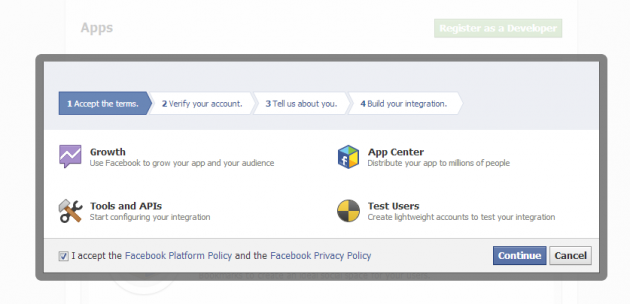 Apps
Register as a Developer
1 Accept the terms.
2 Verify your account.
3 Tell us about you.
4 Build your integration.
Growth
Use Facebook to grow your app and your audience
App Center
Distribute your app to millions of people
Tools and APIs
Start configuring your integration
Test Users
Create lightweight accounts to test your integration
I accept the Facebook Platform Policy and the Facebook Privacy Policy
Continue
Cancel